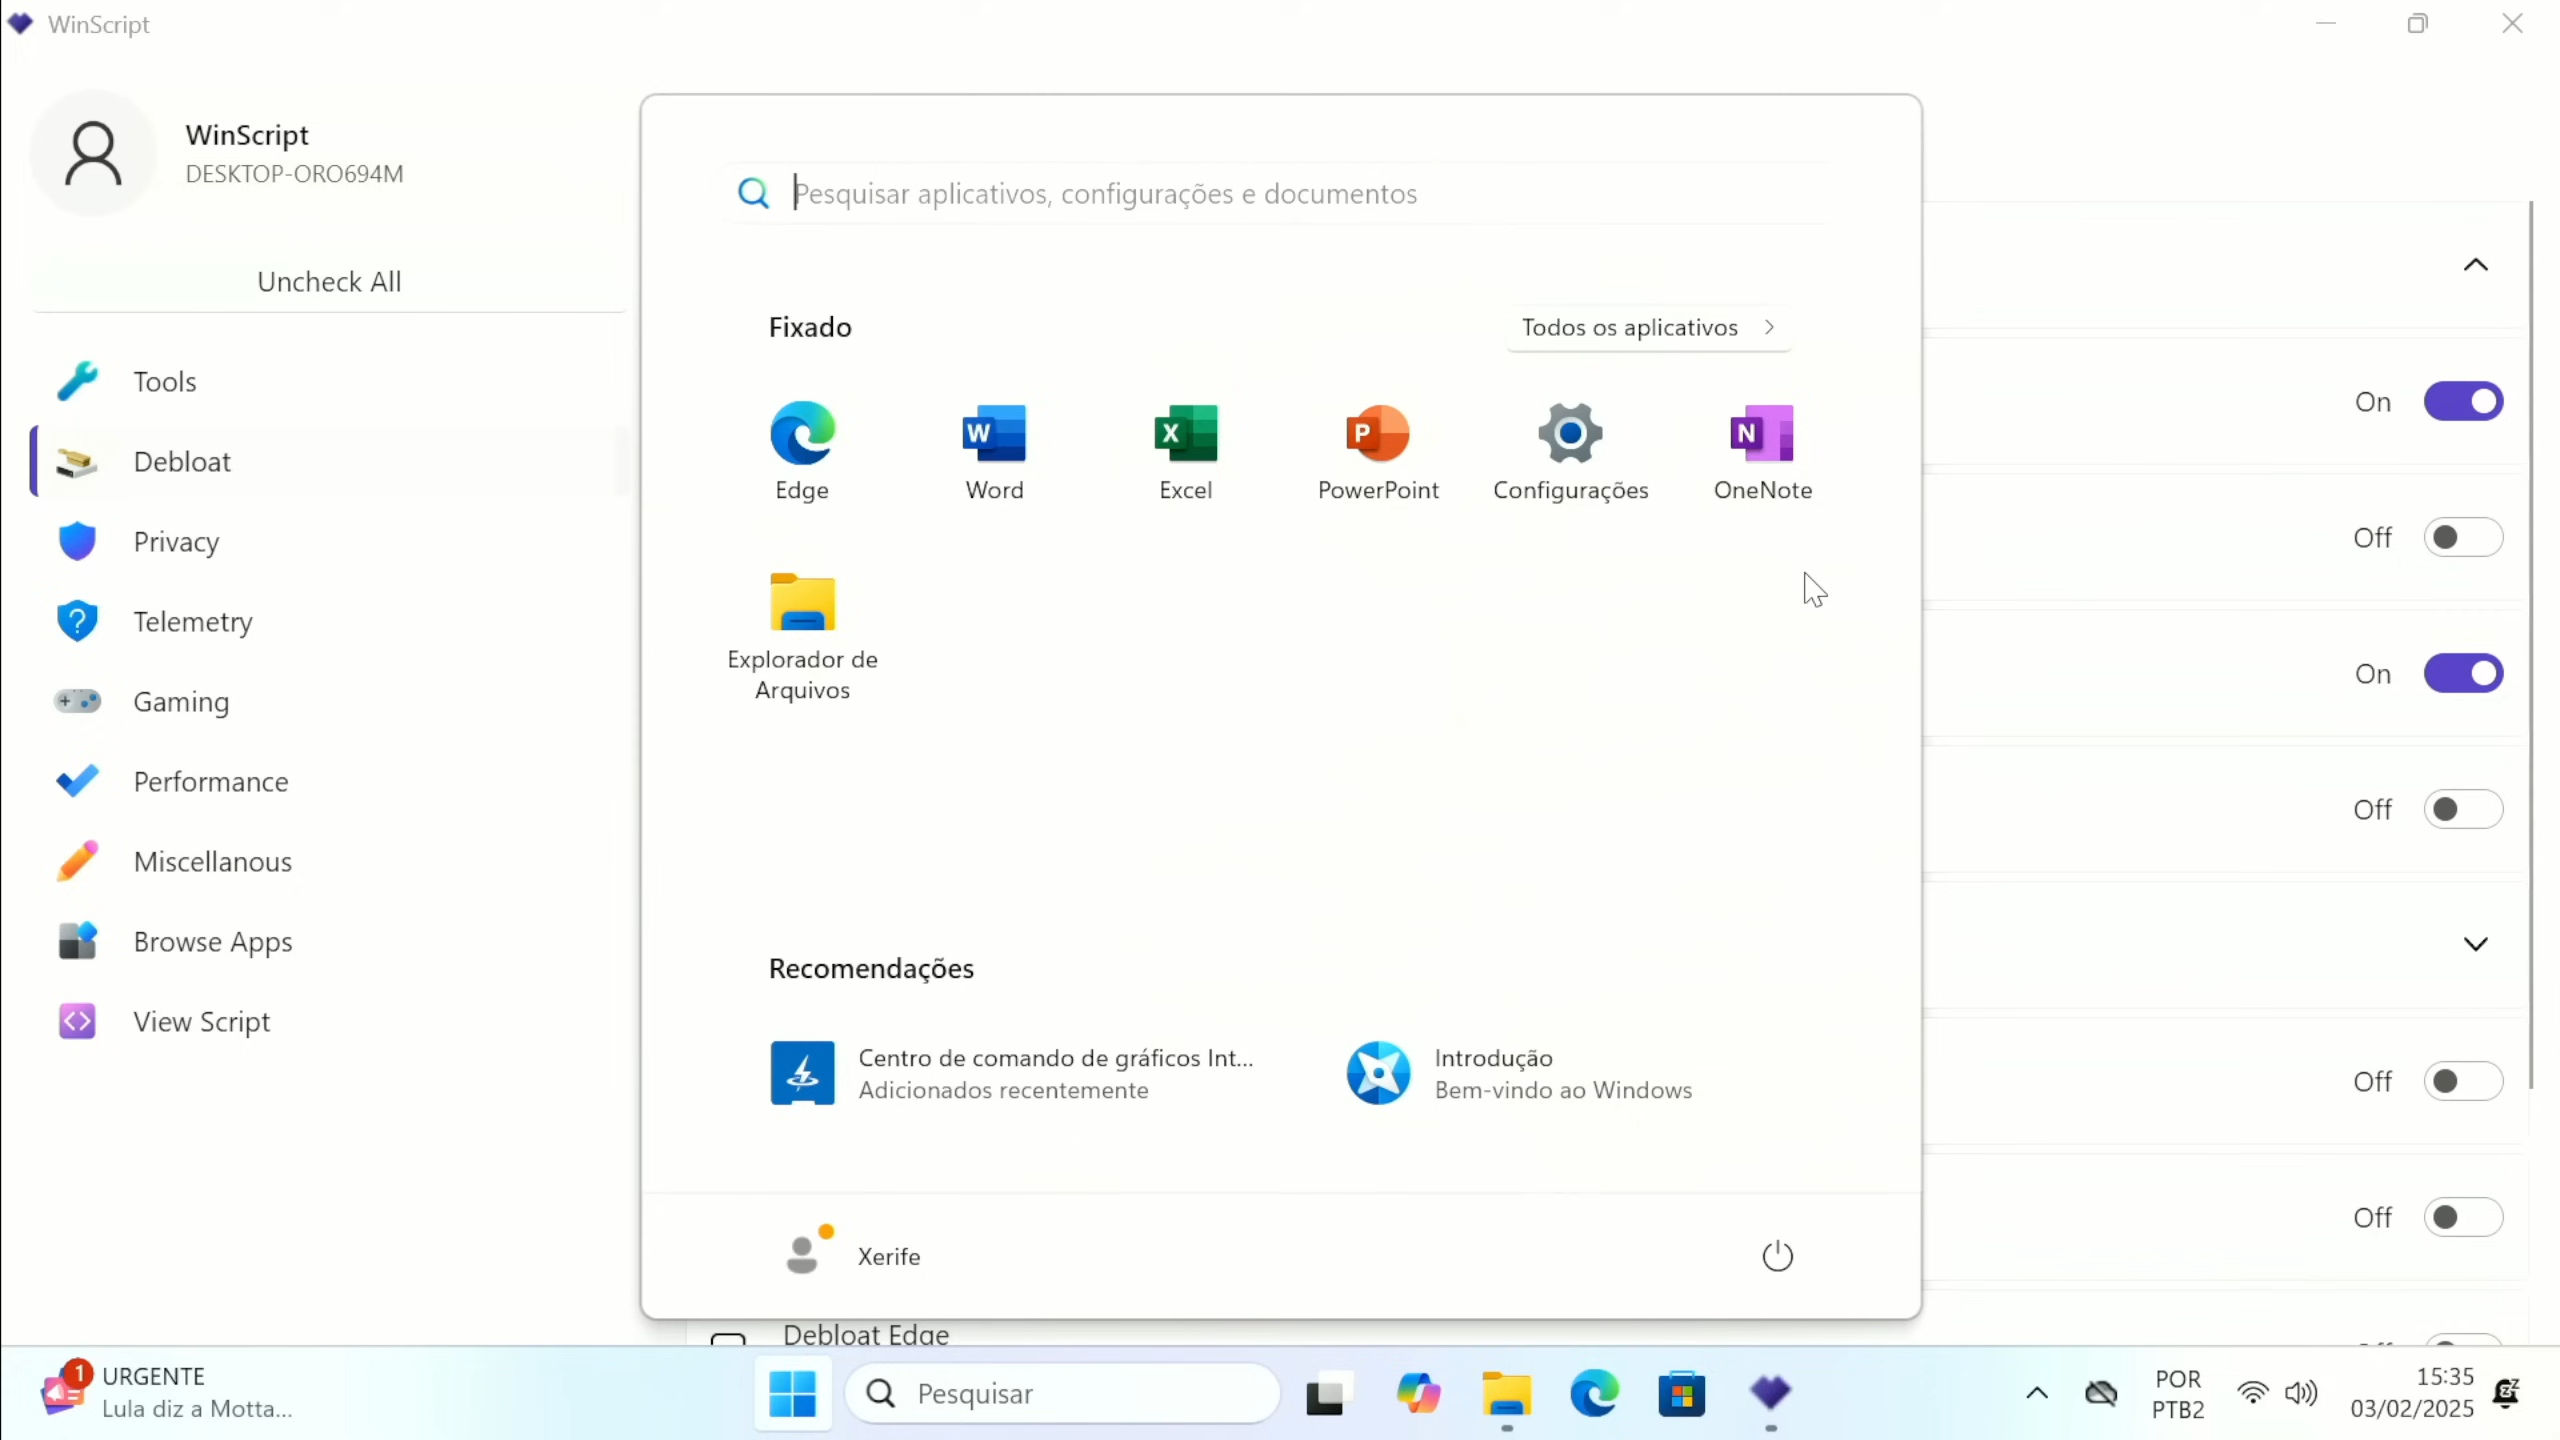 WinScript
WinScript
DESKTOP-ORO694M
Uncheck All
Tools
Debloat
Privacy
Telemetry
Gaming
Performance
Miscellanous
Browse Apps
View Script
Pesquisar aplicativos, configurações e documentos
Fixado
Todos os aplicativos
Edge
Word
Excel
PowerPoint
Configurações
OneNote
Explorador de
Arquivos
Recomendações
Centro de comando de gráficos Int...
Adicionados recentemente
Introdução
Bem-vindo ao Windows
Xerife
On
Off
On
Off
Off
Off
Debloat Edge
1
URGENTE
Lula diz a Motta...
Pesquisar
POR
PTB2
15:35
03/02/2025